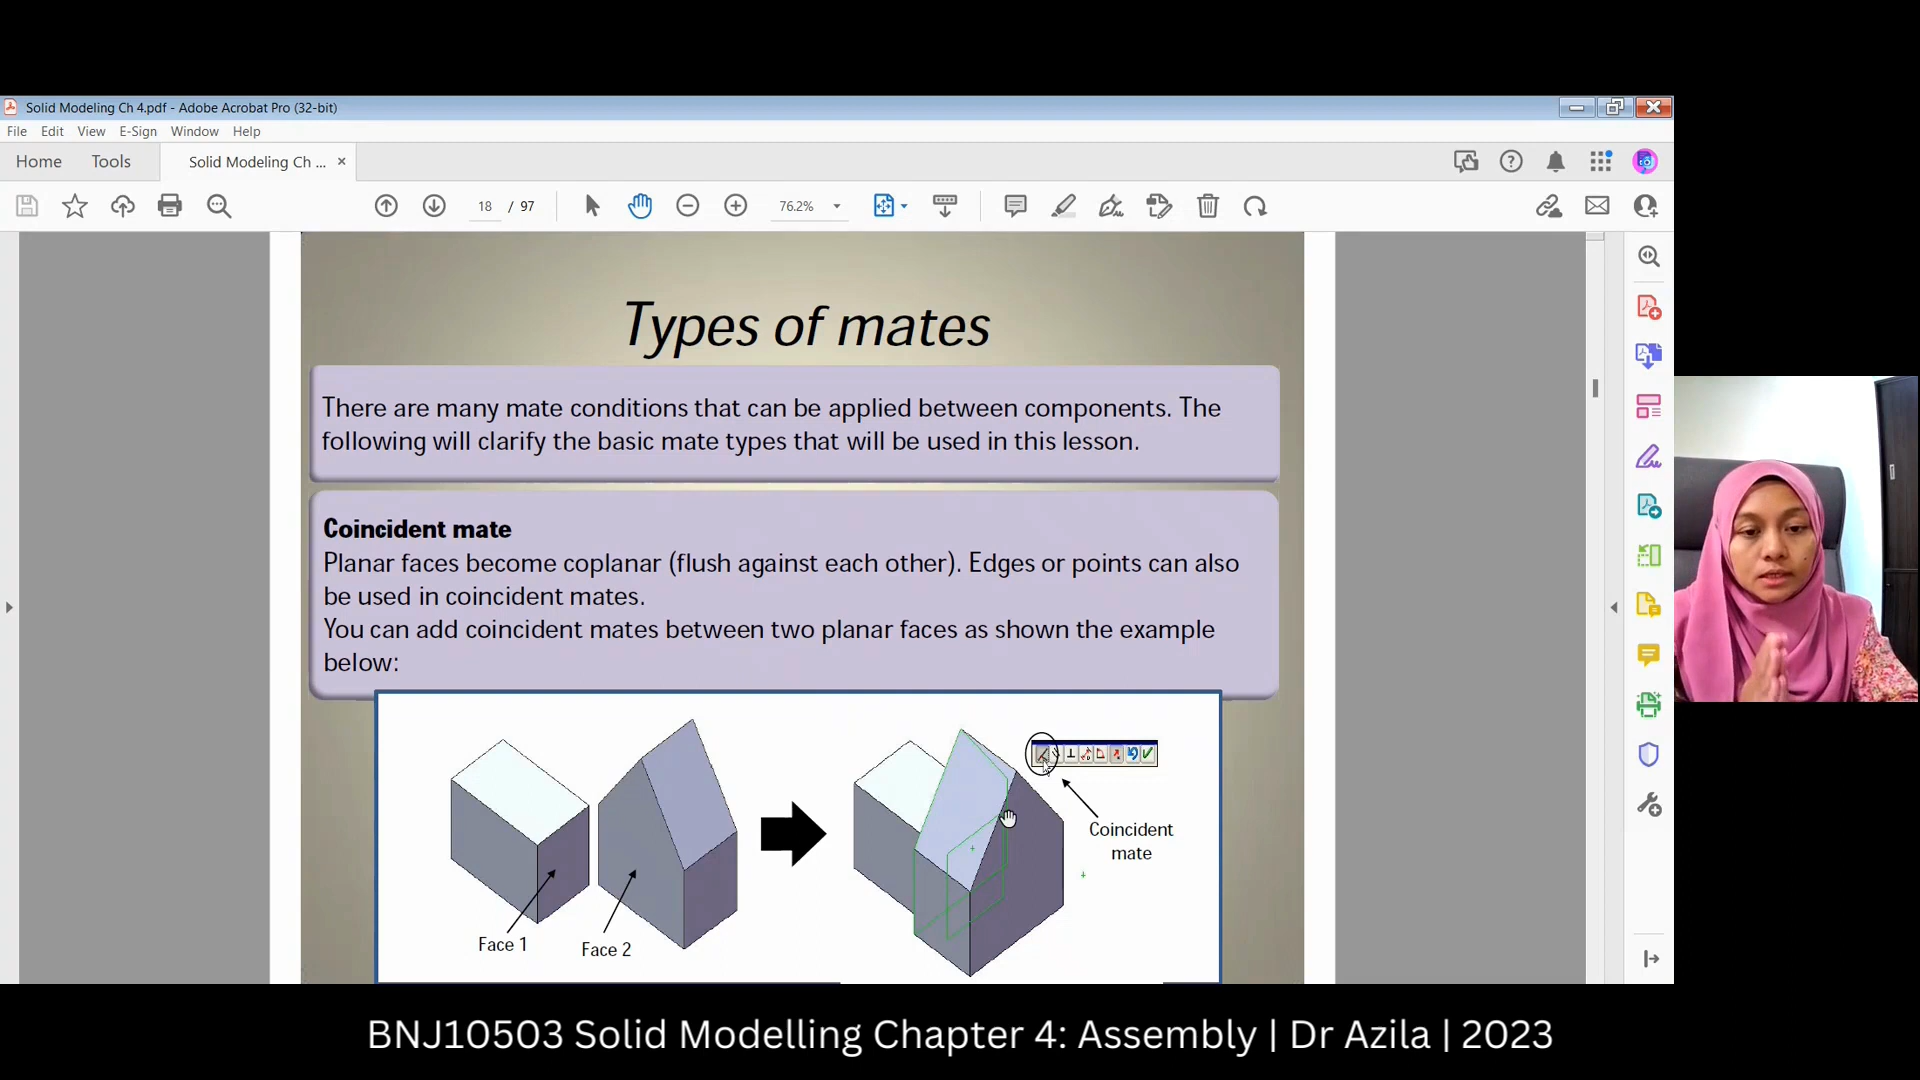 Solid Modeling Ch 4.pdf - Adobe Acrobat Pro (32-bit)
File Edit View E-Sign Window Help
Home Tools Solid Modeling Ch ... ×
18 / 97 76.2%
Types of mates
There are many mate conditions that can be applied between components. The
following will clarify the basic mate types that will be used in this lesson.
Coincident mate
Planar faces become coplanar (flush against each other). Edges or points can also
be used in coincident mates.
You can add coincident mates between two planar faces as shown the example
below:
Face 1
Face 2
Coincident
mate
BNJ10503 Solid Modelling Chapter 4: Assembly | Dr Azila | 2023